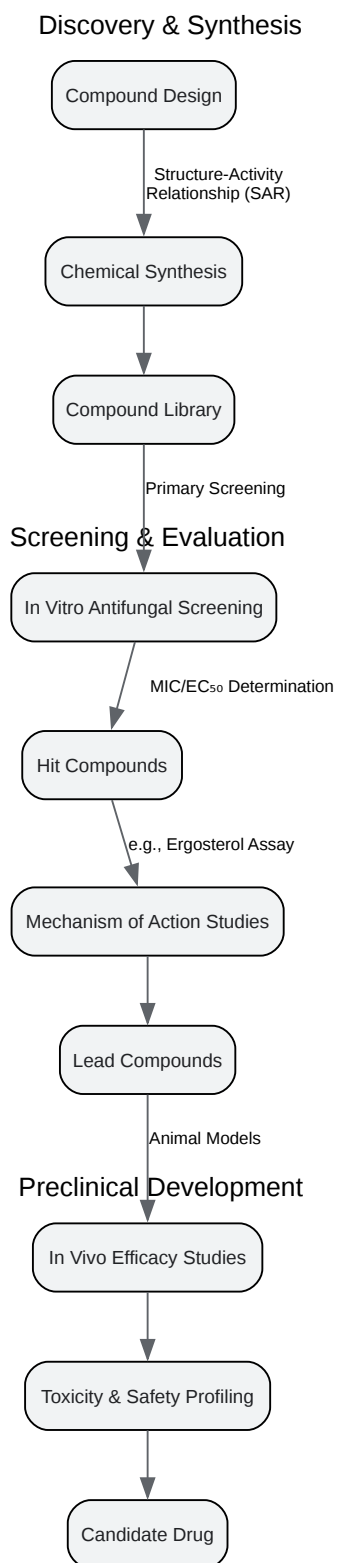 Discovery & Synthesis
Compound Design
Structure-Activity
Relationship (SAR)
Chemical Synthesis
Compound Library
Primary Screening
Screening & Evaluation
In Vitro Antifungal Screening
MIC/EC₅₀ Determination
Hit Compounds
e.g., Ergosterol Assay
Mechanism of Action Studies
Lead Compounds
Animal Models
Preclinical Development
In Vivo Efficacy Studies
Toxicity & Safety Profiling
Candidate Drug